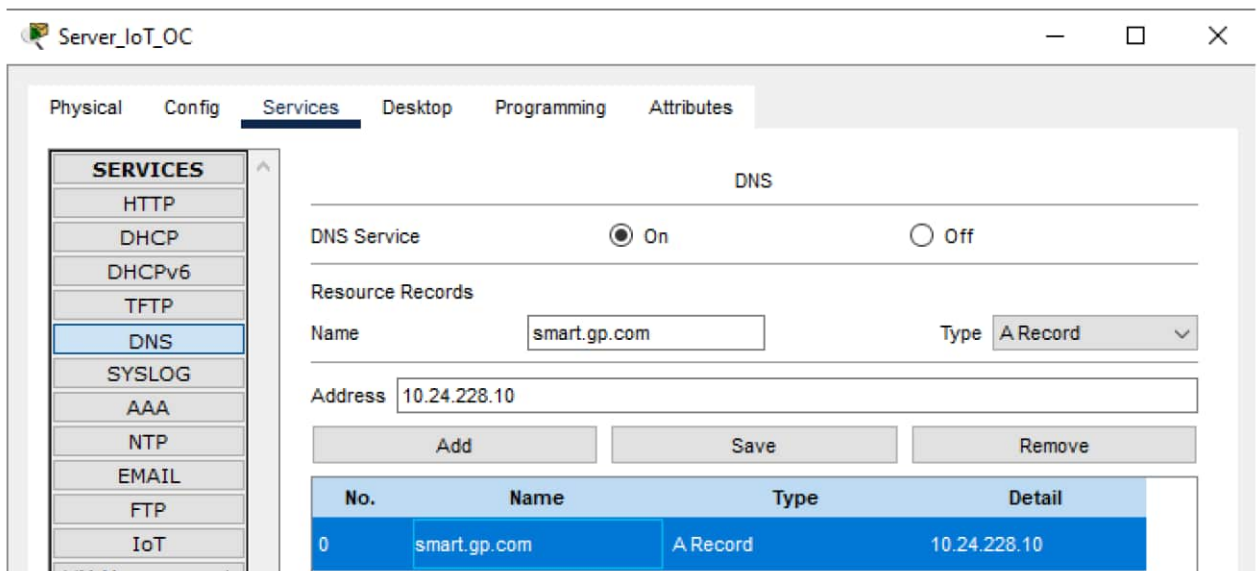 Server_IoT_OC
Physical Config Services Desktop Programming Attributes
SERVICES
HTTP
DHCP
DHCPv6
TFTP
DNS
SYSLOG
AAA
NTP
EMAIL
FTP
IoT
DNS
DNS Service On Off
Resource Records
Name smart.gp.com Type A Record
Address 10.24.228.10
Add Save Remove
No. Name Type Detail
0 smart.gp.com A Record 10.24.228.10